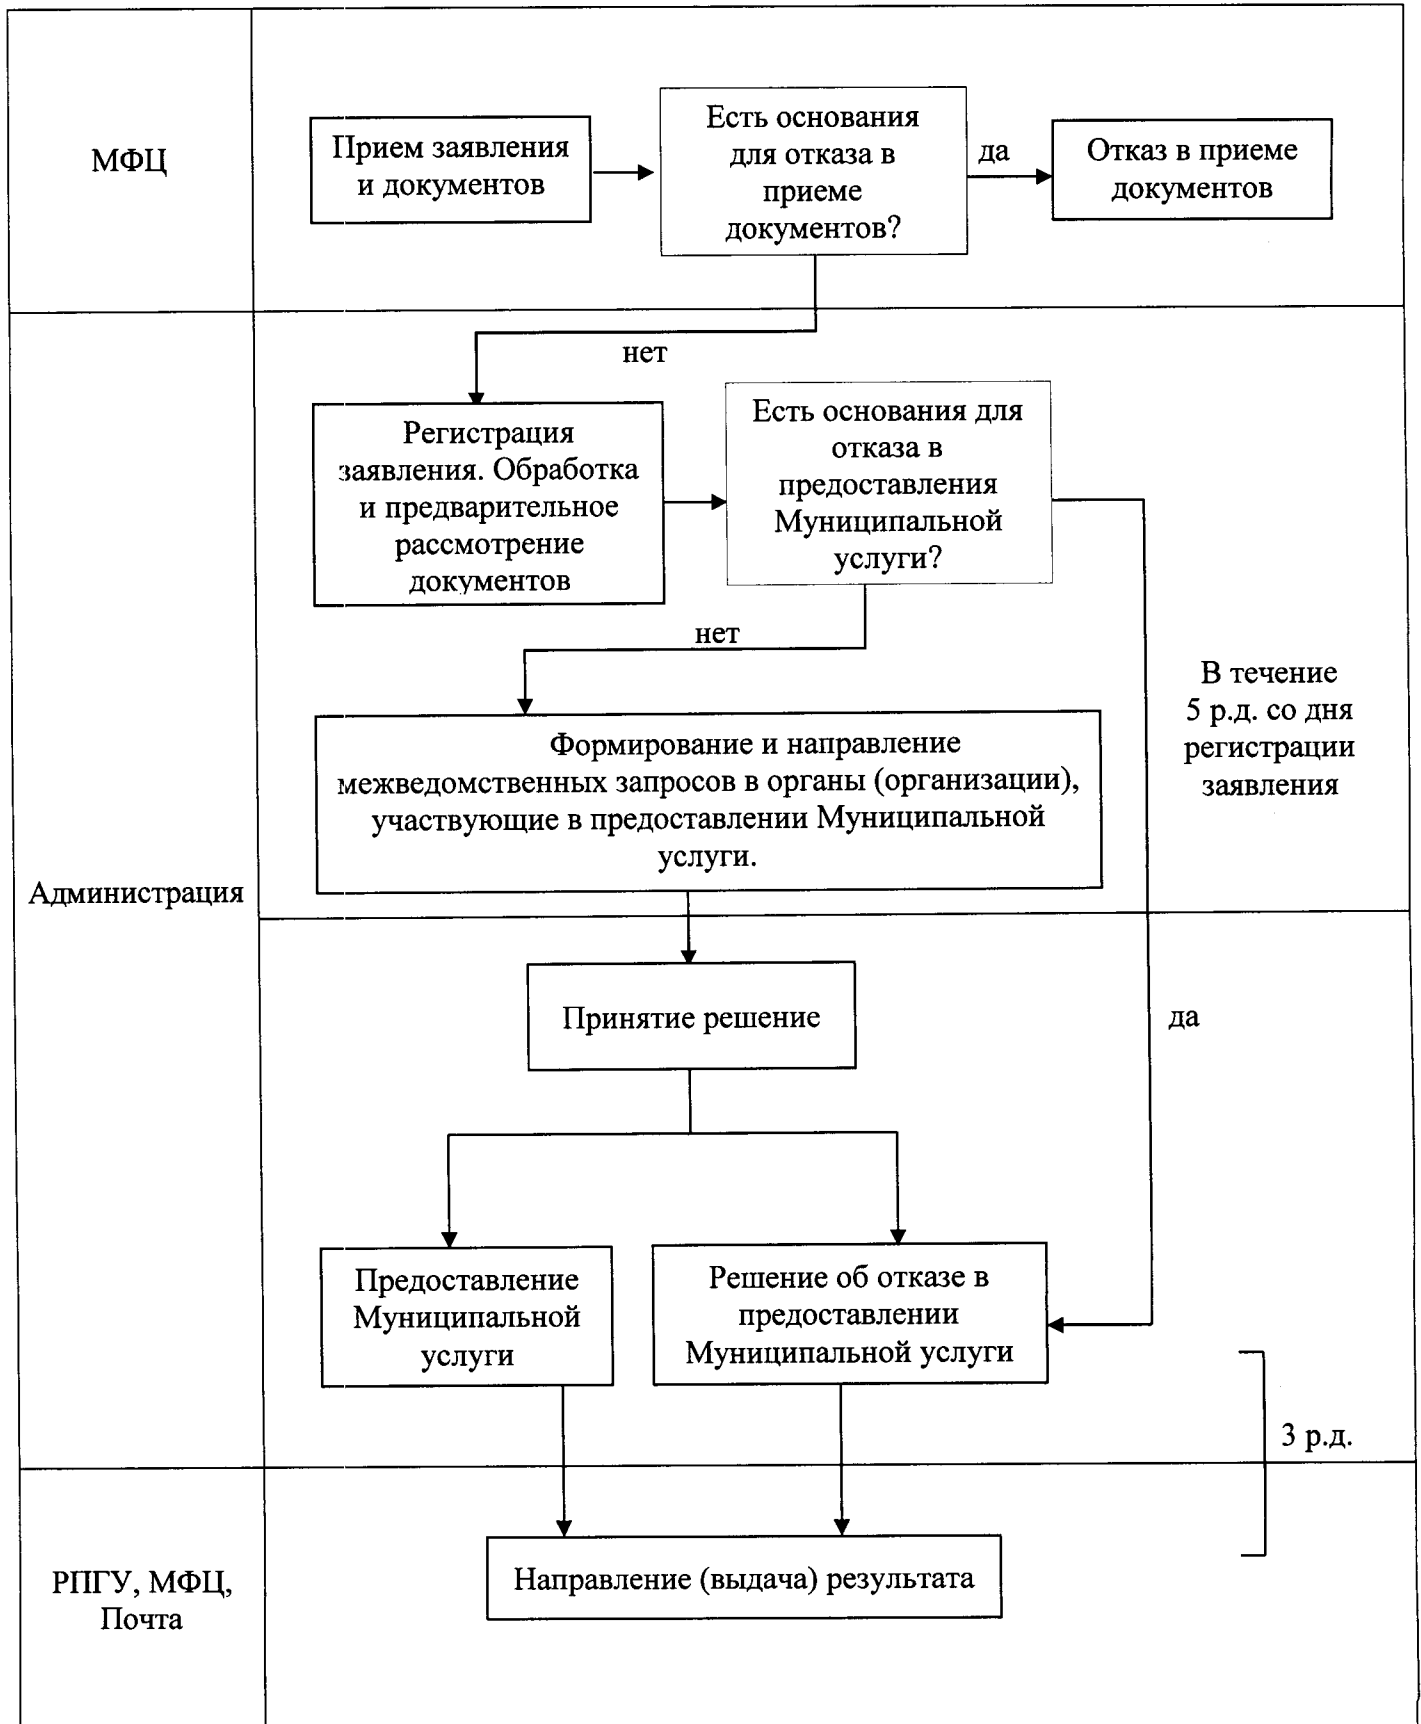 МФЦ
Прием заявления
и документов
Есть основания
для отказа в
приеме
документов?
да
Отказ в приеме
документов
нет
Регистрация
заявления. Обработка
и предварительное
рассмотрение
документов
Есть основания для
отказа в
предоставления
Муниципальной
услуги?
нет
В течение
5 р.д. со дня
регистрации
заявления
Формирование и направление
межведомственных запросов в органы (организации),
участвующие в предоставлении Муниципальной
услуги.
Администрация
Принятие решение
да
Предоставление
Муниципальной
услуги
Решение об отказе в
предоставлении
Муниципальной услуги
3 р.д.
РПГУ, МФЦ,
Почта
Направление (выдача) результата